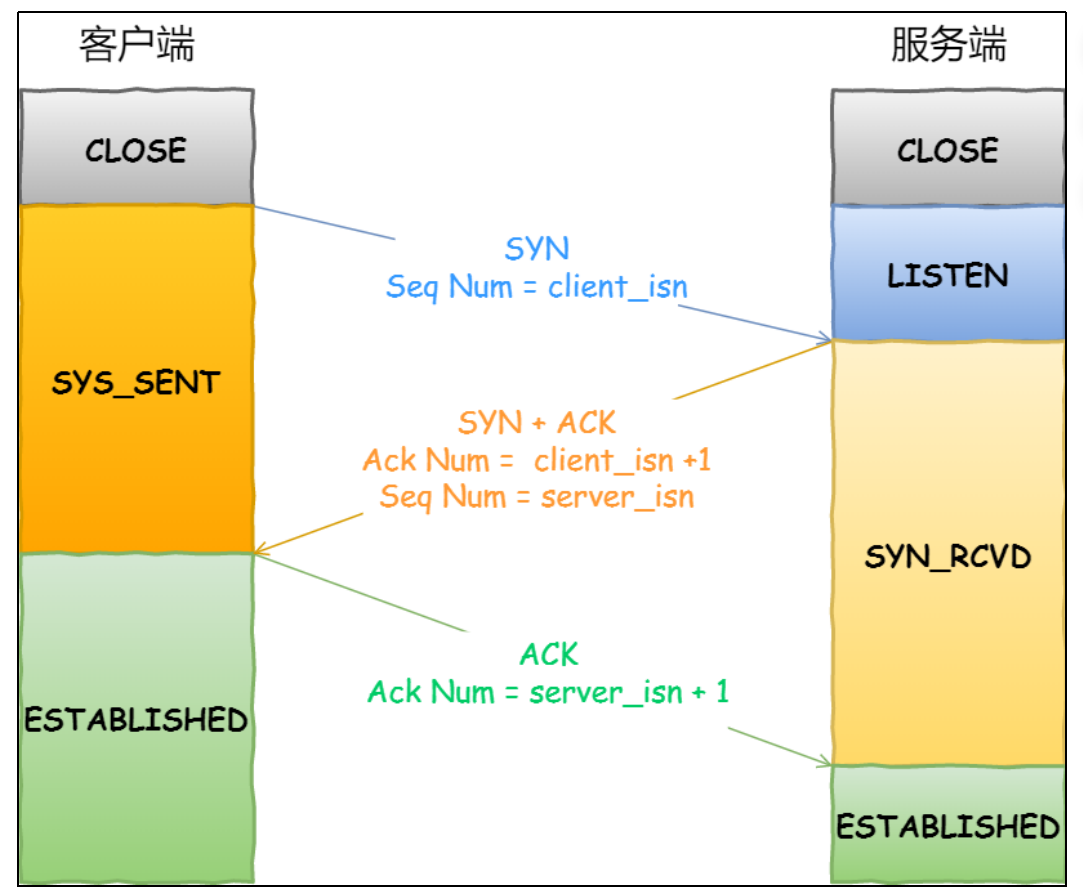 客户端
服务端
CLOSE
CLOSE
SYN
Seq Num = client_isn
LISTEN
SYS_SENT
SYN + ACK
Ack Num =  client_isn +1
Seq Num = server_isn
SYN_RCVD
ACK
Ack Num = server_isn + 1
ESTABLISHED
ESTABLISHED